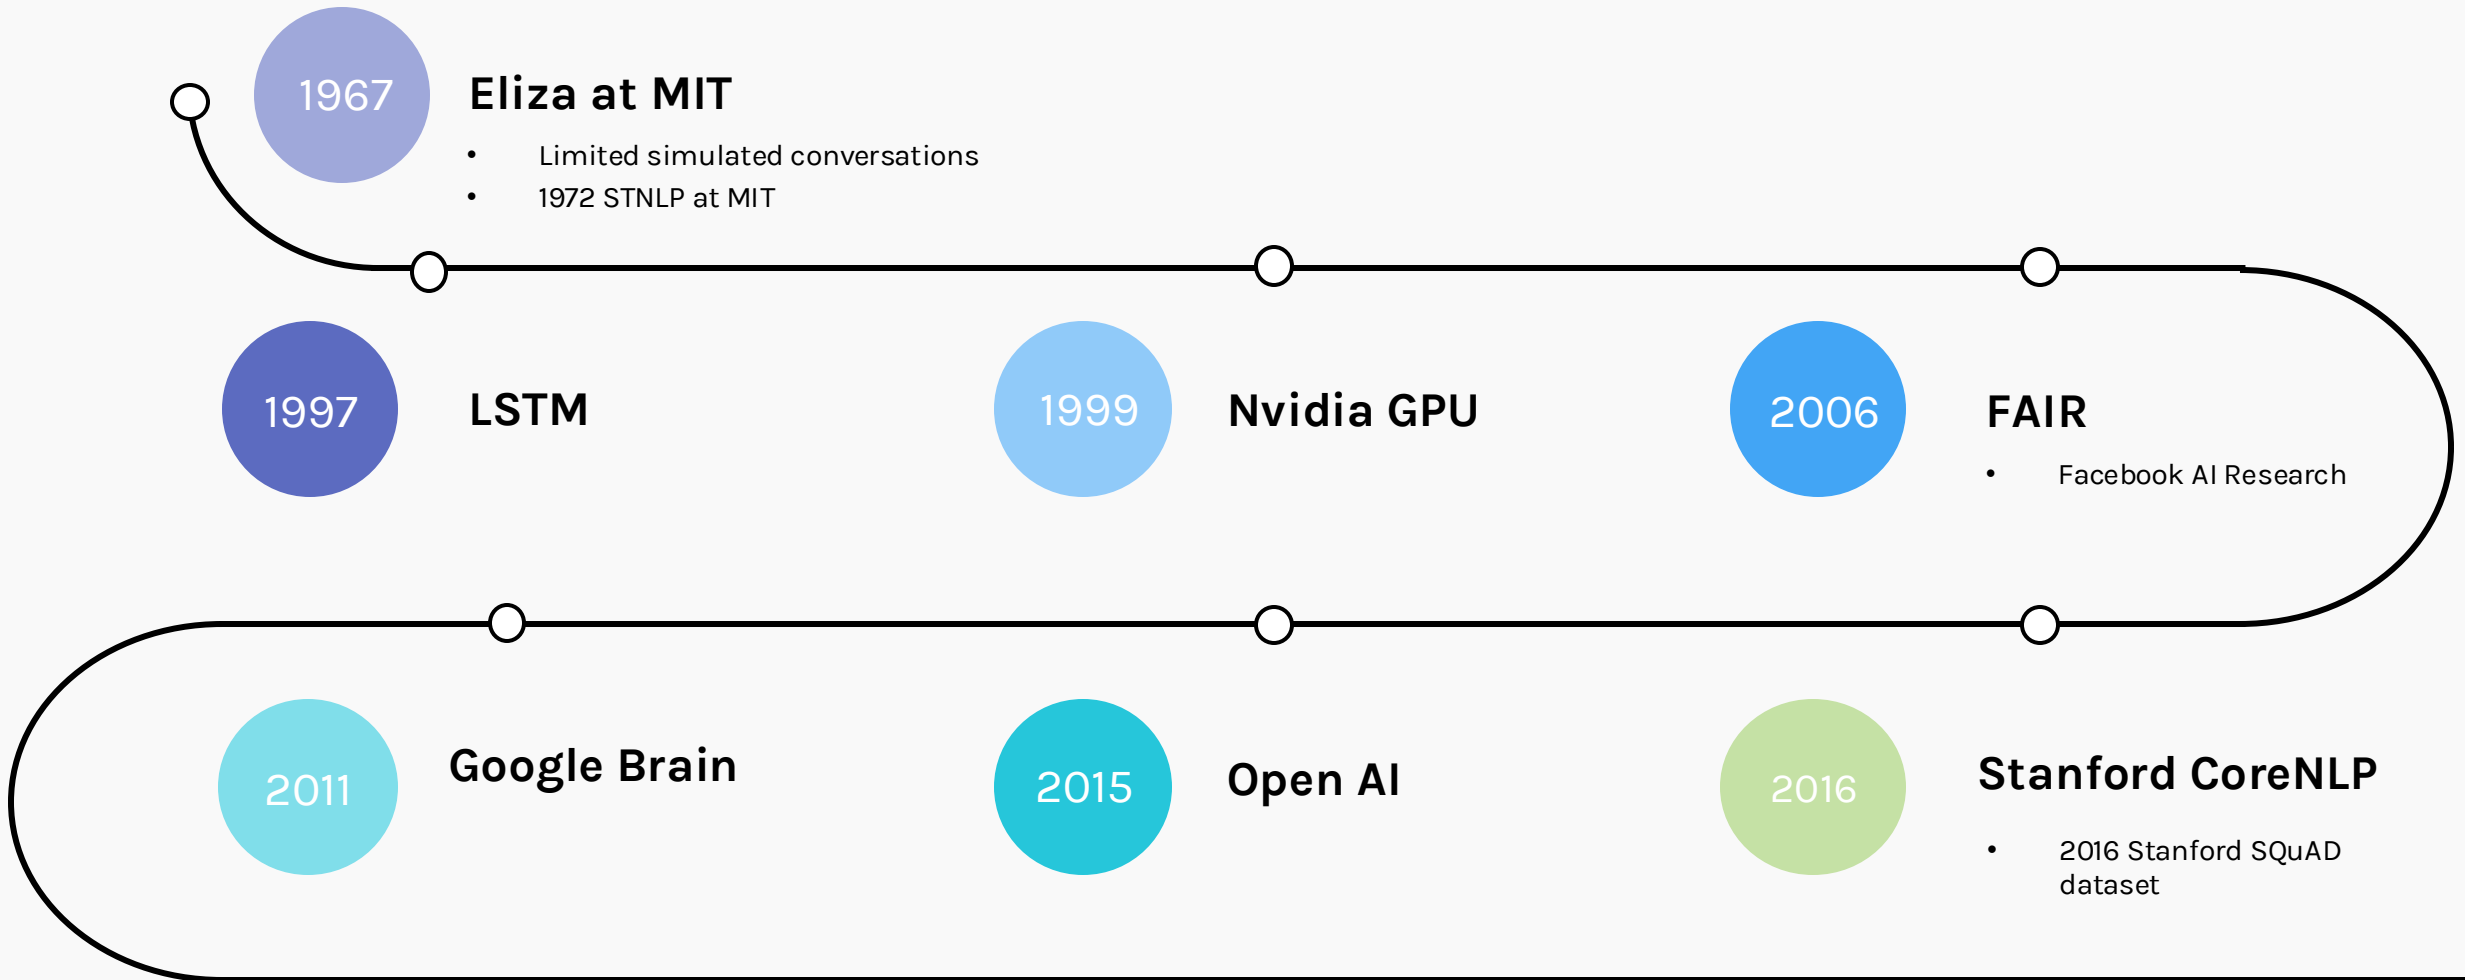 1967
Eliza at MIT
• Limited simulated conversations
• 1972 STNLP at MIT
1997
LSTM
1999
Nvidia GPU
2006
FAIR
• Facebook AI Research
2011
Google Brain
2015
Open AI
2016
Stanford CoreNLP
• 2016 Stanford SQuAD
dataset